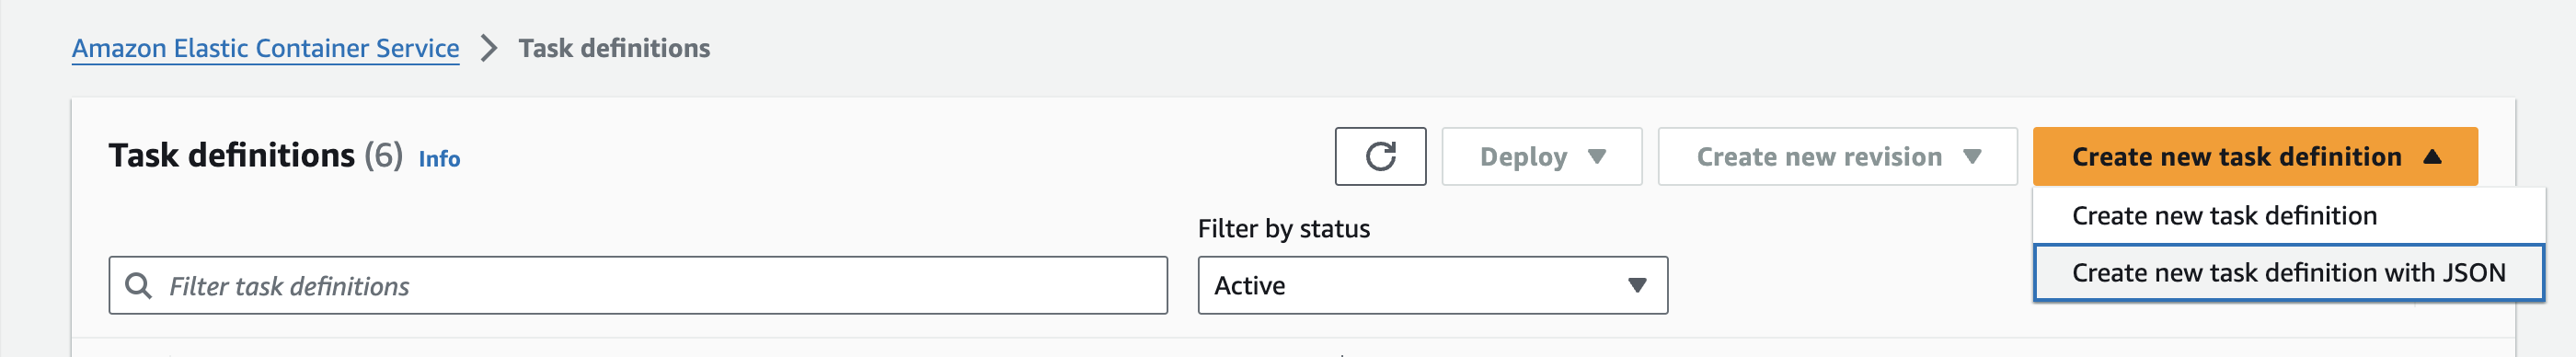 Amazon Elastic Container Service > Task definitions
Task definitions (6) Info
Deploy
Create new revision
Create new task definition
Create new task definition
Create new task definition with JSON
Filter by status
Filter task definitions
Active